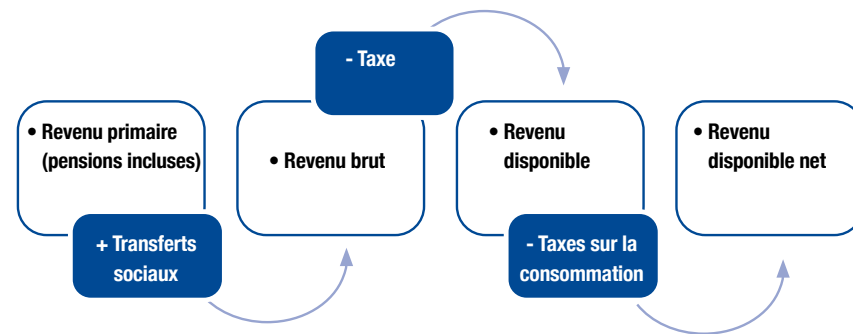 • Revenu primaire
(pensions incluses)
+ Transferts
sociaux
• Revenu brut
- Taxe
• Revenu
disponible
- Taxes sur la
consommation
• Revenu
disponible net